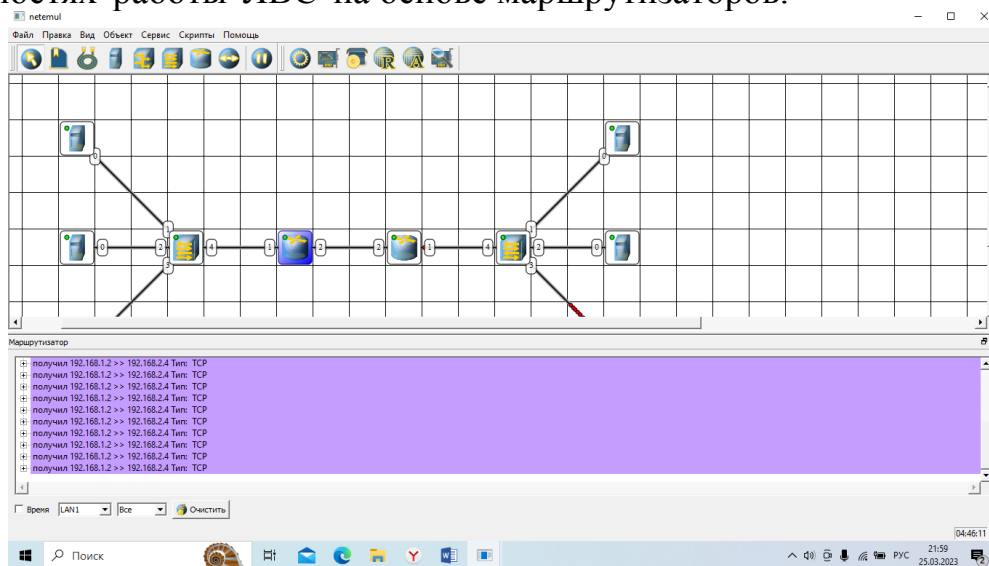 остях работы ЛВС на основе маршрутизаторов.
netemul
Файл Правка Вид Объект Сервис Скрипты Помощь
R A
0 0
1 1
0 2 4 1 2 2 1 4 2 0
3 3
Маршрутизатор
получил 192.168.1.2 >> 192.168.2.4 Тип: TCP
получил 192.168.1.2 >> 192.168.2.4 Тип: TCP
получил 192.168.1.2 >> 192.168.2.4 Тип: TCP
получил 192.168.1.2 >> 192.168.2.4 Тип: TCP
получил 192.168.1.2 >> 192.168.2.4 Тип: TCP
получил 192.168.1.2 >> 192.168.2.4 Тип: TCP
получил 192.168.1.2 >> 192.168.2.4 Тип: TCP
получил 192.168.1.2 >> 192.168.2.4 Тип: TCP
получил 192.168.1.2 >> 192.168.2.4 Тип: TCP
получил 192.168.1.2 >> 192.168.2.4 Тип: TCP
Время LAN1 Все Очистить
04:46:11
Поиск
РУС 21:59
25.03.2023
2